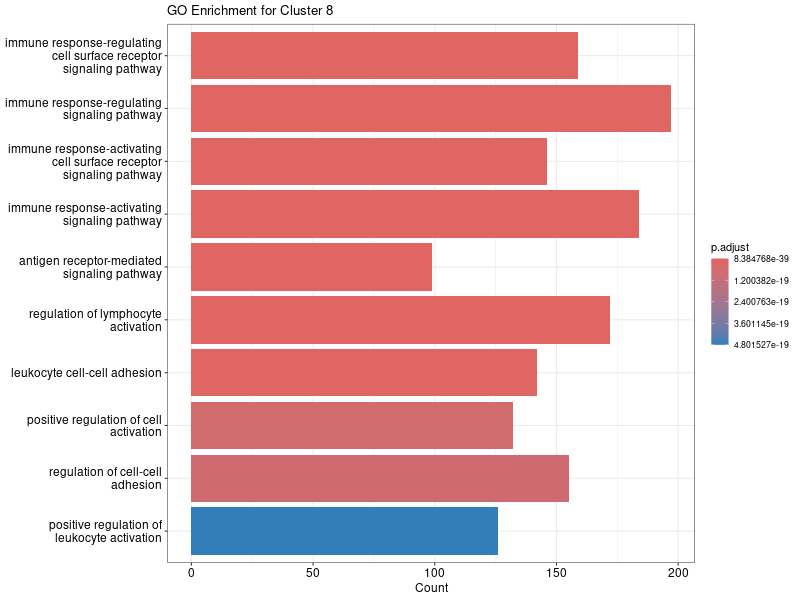 GO Enrichment for Cluster 8
immune response-regulating
cell surface receptor
signaling pathway
immune response-regulating
signaling pathway
immune response-activating
cell surface receptor
signaling pathway
immune response-activating
signaling pathway
antigen receptor-mediated
signaling pathway
regulation of lymphocyte
activation
leukocyte cell-cell adhesion
positive regulation of cell
activation
regulation of cell-cell
adhesion
positive regulation of
leukocyte activation
0 50 100 150 200
Count
p.adjust
8.384768e-39
1.200382e-19
2.400763e-19
3.601145e-19
4.801527e-19